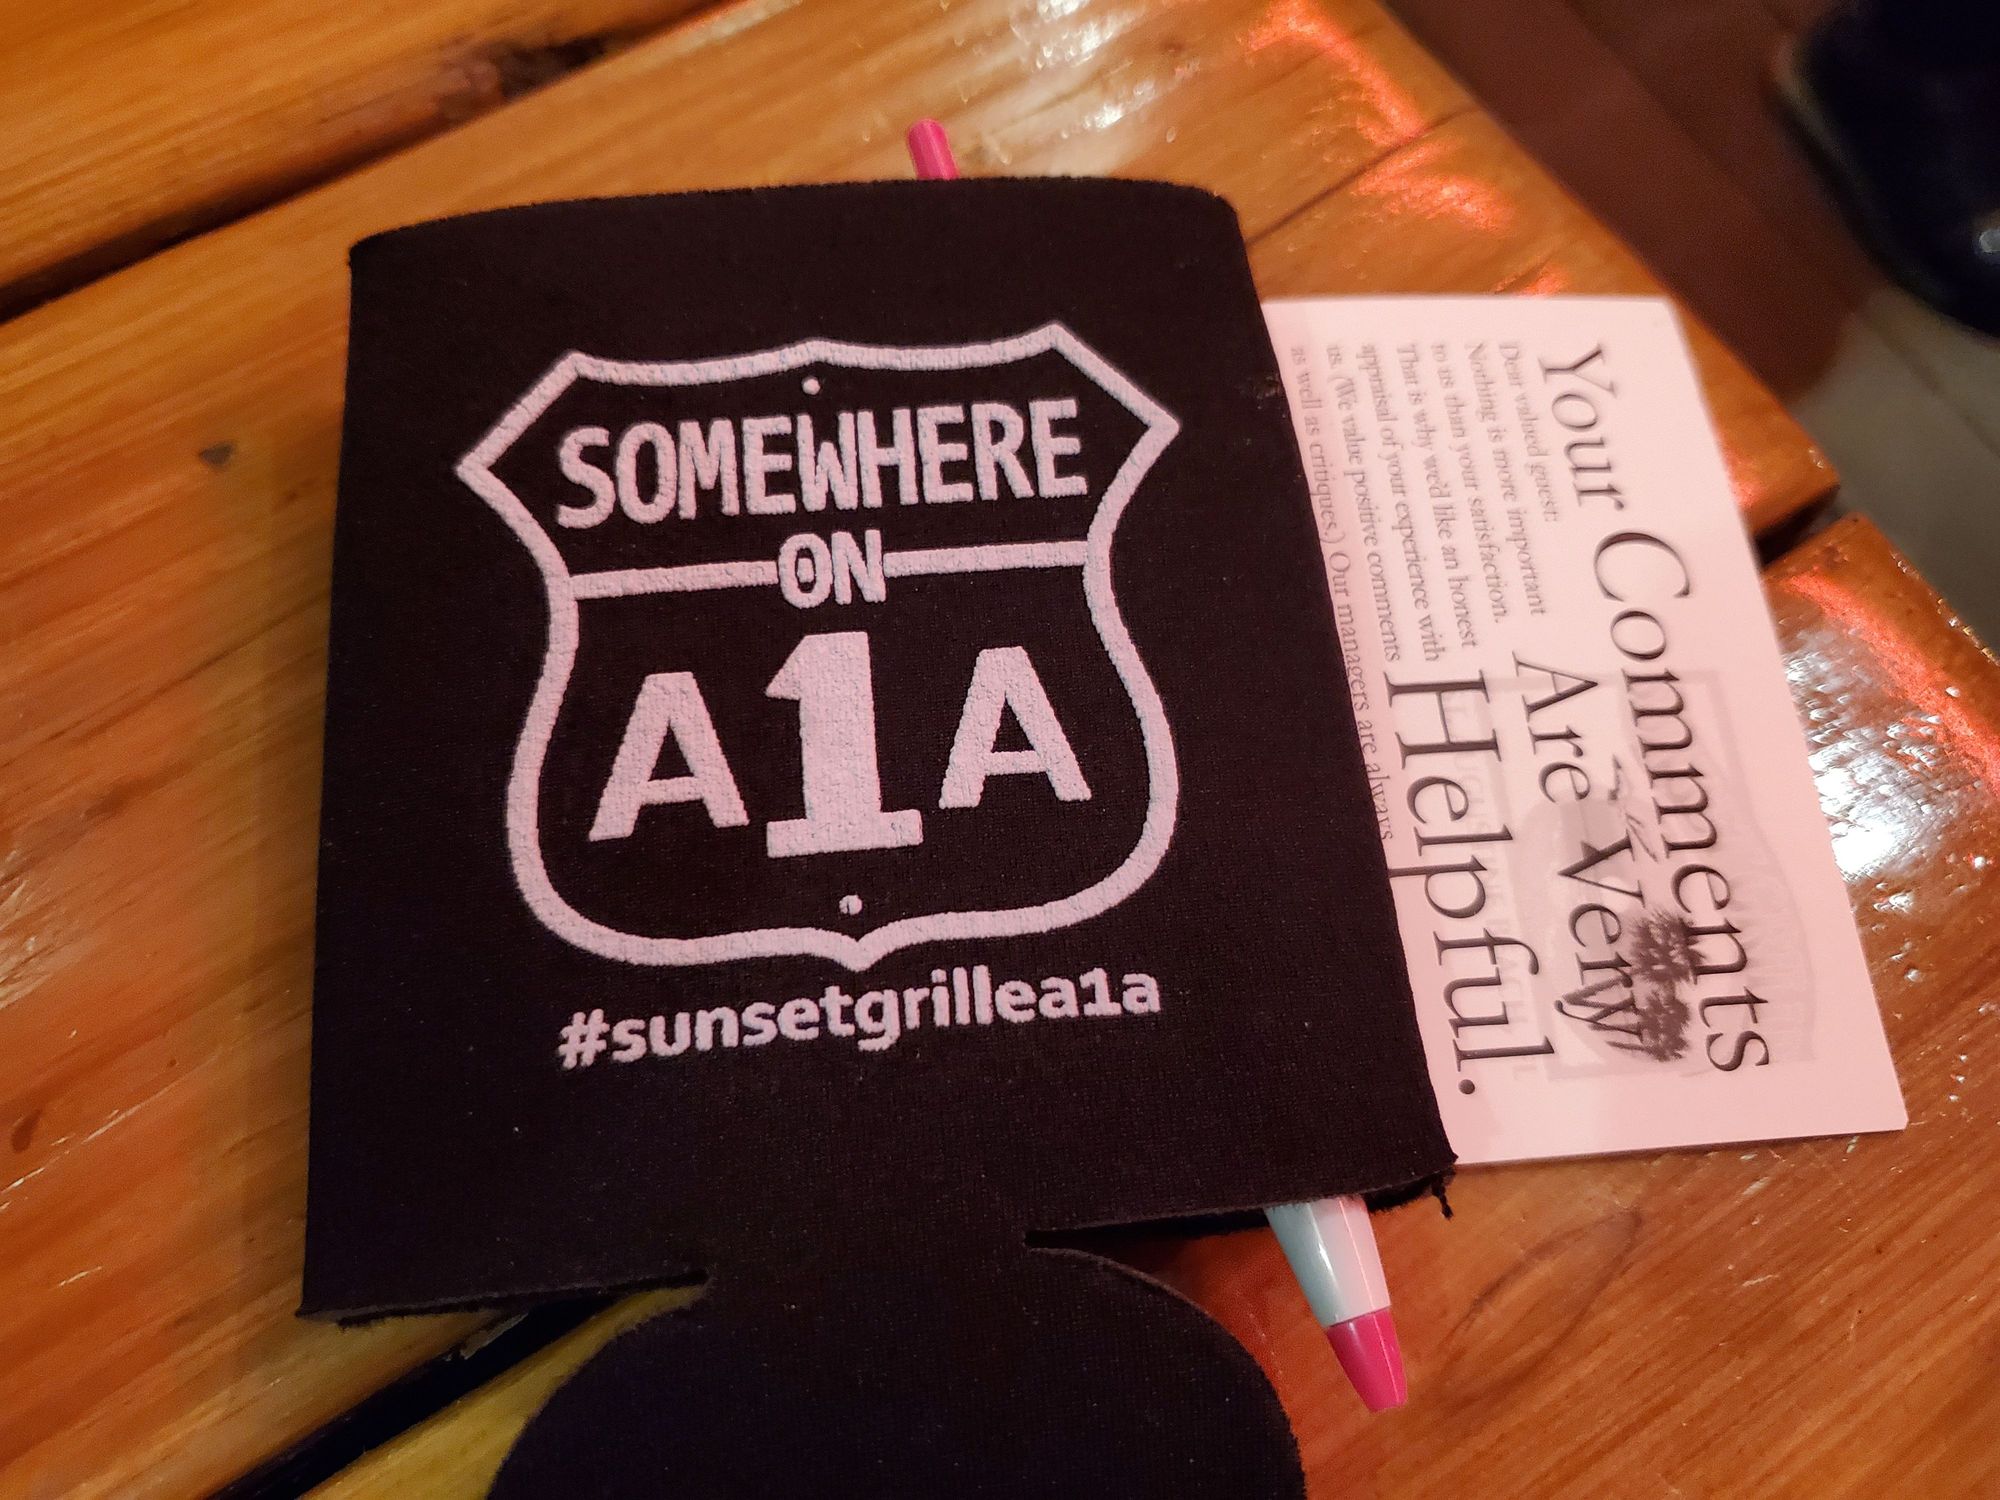 SOMEWHERE
ON
A1A
#sunsetgrillea1a
Your Comments
Are Very
Helpful.
Dear valued guest:
Nothing is more important
to us than your satisfaction.
That is why we'd like an honest
appraisal of your experience with
us. (We value positive comments
as well as critiques.) Our managers are always